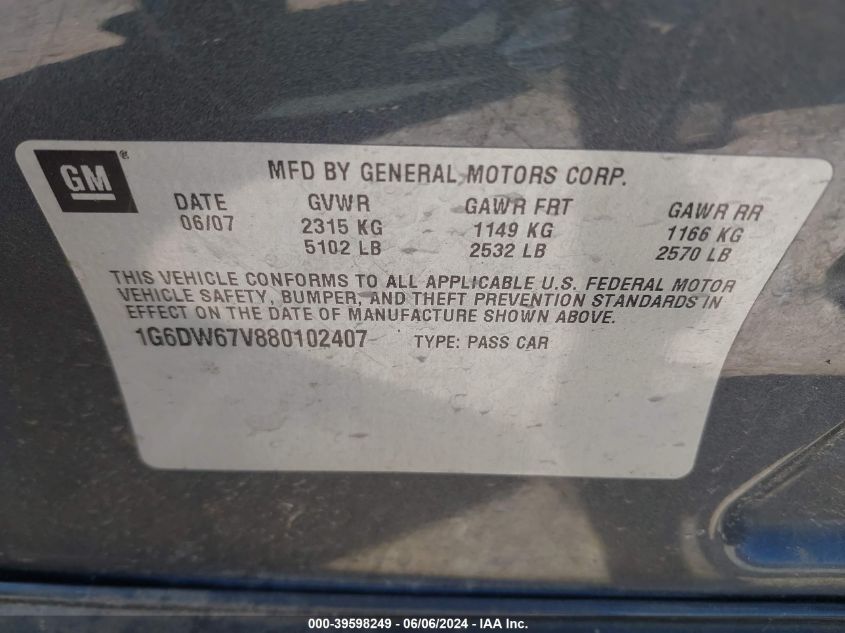 GM®
MFD BY GENERAL MOTORS CORP.
DATE GVWR GAWR FRT GAWR RR
06/07 2315 KG 1149 KG 1166 KG
5102 LB 2532 LB 2570 LB
THIS VEHICLE CONFORMS TO ALL APPLICABLE U.S. FEDERAL MOTOR
VEHICLE SAFETY, BUMPER, AND THEFT PREVENTION STANDARDS IN
EFFECT ON THE DATE OF MANUFACTURE SHOWN ABOVE.
1G6DW67V880102407 TYPE: PASS CAR
000-39598249 - 06/06/2024 - IAA Inc.